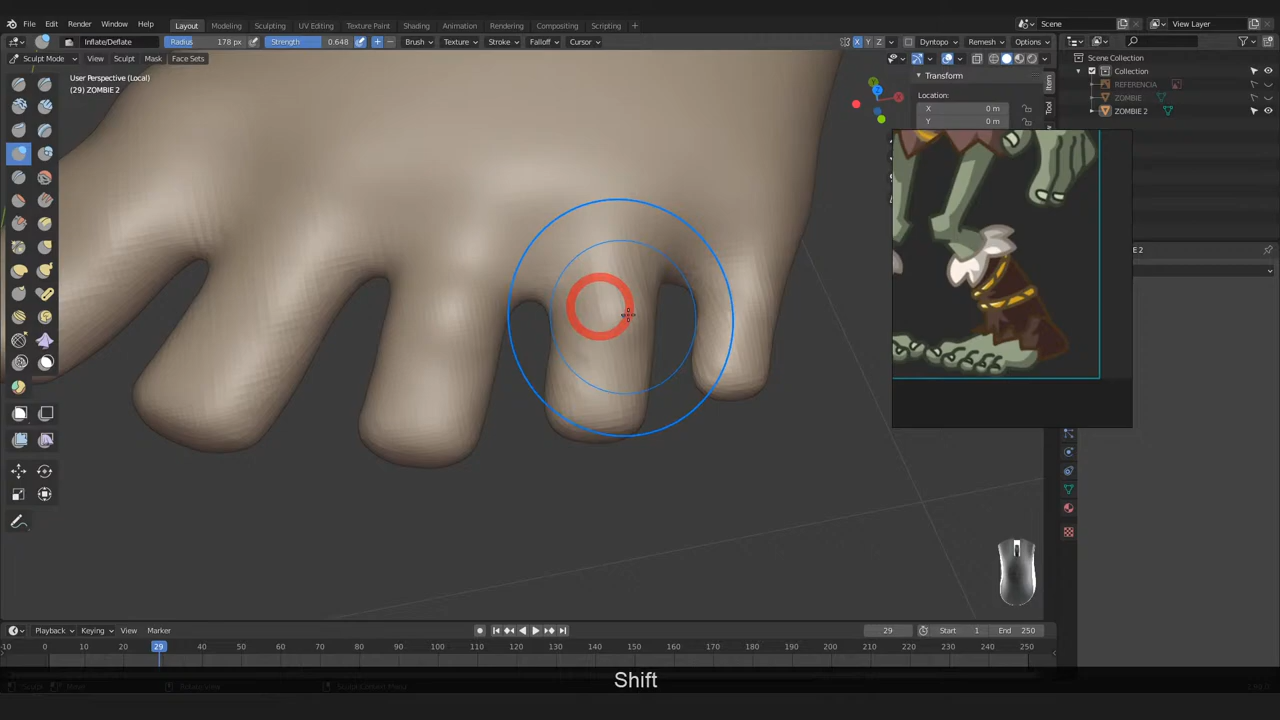 File Edit Render Window Help Layout Modeling Sculpting UV Editing Texture Paint Shading Animation Rendering Compositing Scripting + Scene View Layer
Inflate/Deflate Radius 178 px Strength 0.648 Brush Texture Stroke Falloff Cursor X Y Z Dyntopo Remesh Options
Sculpt Mode View Sculpt Mask Face Sets
Scene Collection
Collection
REFERENCIA
ZOMBIE
ZOMBIE 2
User Perspective (Local)
(29) ZOMBIE 2
Transform
Location:
X 0 m
Y 0 m
Item
Tool
E 2
Playback Keying View Marker 29 Start 1 End 250
-10 0 10 20 29 40 50 60 70 80 90 100 110 120 130 140 150 160 170 180 190 200 210 220 230 240 250
Shift